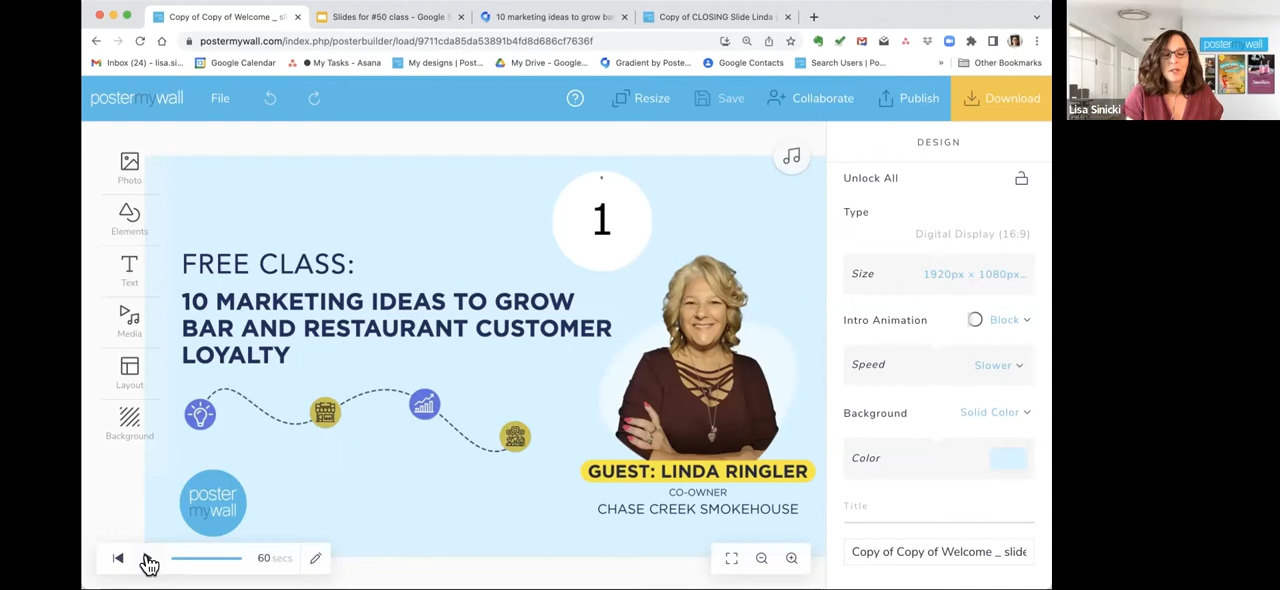 Copy of Copy of Welcome _ sli
Slides for #50 class - Google S
10 marketing ideas to grow ba
Copy of CLOSING Slide Linda
postermywall.com/index.php/posterbuilder/load/9711cda85da53891b4fd8d686cf7636f
Inbox (24) - lisa.si...
Google Calendar
My Tasks - Asana
My designs | Post...
My Drive - Google...
Gradient by Poste...
Google Contacts
Search Users | Po...
»
Other Bookmarks
postermywall
File
Resize
Save
Collaborate
Publish
Download
Photo
Elements
Text
Media
Layout
Background
1
FREE CLASS:
10 MARKETING IDEAS TO GROW
BAR AND RESTAURANT CUSTOMER
LOYALTY
poster
my
wall
GUEST: LINDA RINGLER
CO-OWNER
CHASE CREEK SMOKEHOUSE
60 secs
DESIGN
Unlock All
Type
Digital Display (16:9)
Size
1920px × 1080px...
Intro Animation
Block
Speed
Slower
Background
Solid Color
Color
Title
Copy of Copy of Welcome _ slide
postermywall
Lisa Sinicki